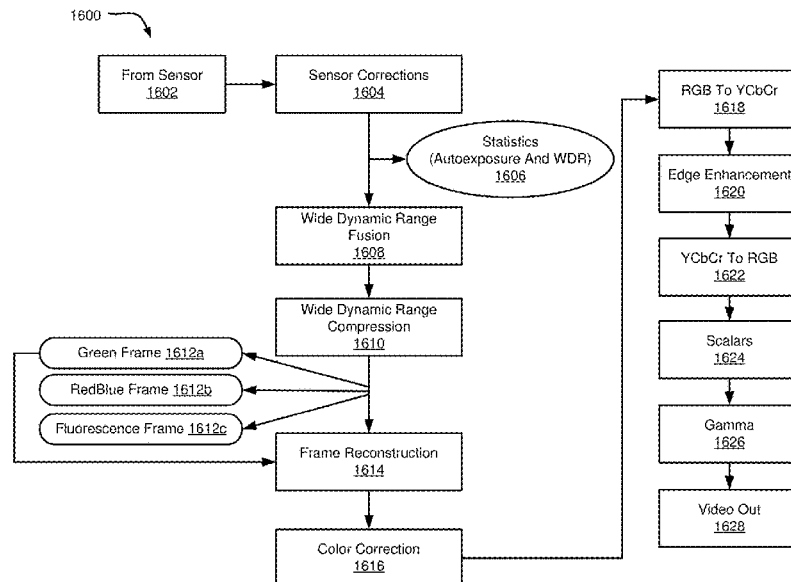 1600
From Sensor
1602
Sensor Corrections
1604
Statistics
(Autoexposure And WDR)
1606
Wide Dynamic Range
Fusion
1608
Wide Dynamic Range
Compression
1610
Green Frame 1612a
RedBlue Frame 1612b
Fluorescence Frame 1612c
Frame Reconstruction
1614
Color Correction
1616
RGB To YCbCr
1618
Edge Enhancement
1620
YCbCr To RGB
1622
Scalars
1624
Gamma
1626
Video Out
1628